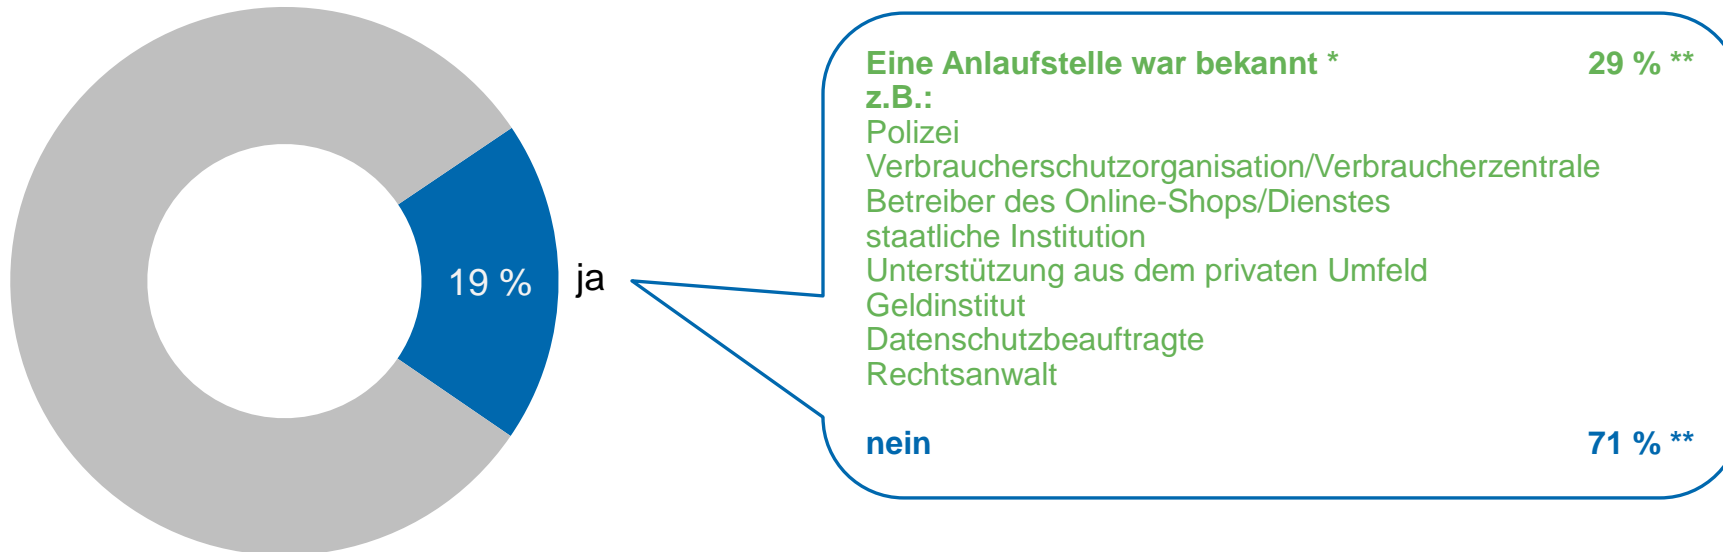 19 %
ja
Eine Anlaufstelle war bekannt * 29 % **
z.B.:
Polizei
Verbraucherschutzorganisation/Verbraucherzentrale
Betreiber des Online-Shops/Dienstes
staatliche Institution
Unterstützung aus dem privaten Umfeld
Geldinstitut
Datenschutzbeauftragte
Rechtsanwalt
nein 71 % **